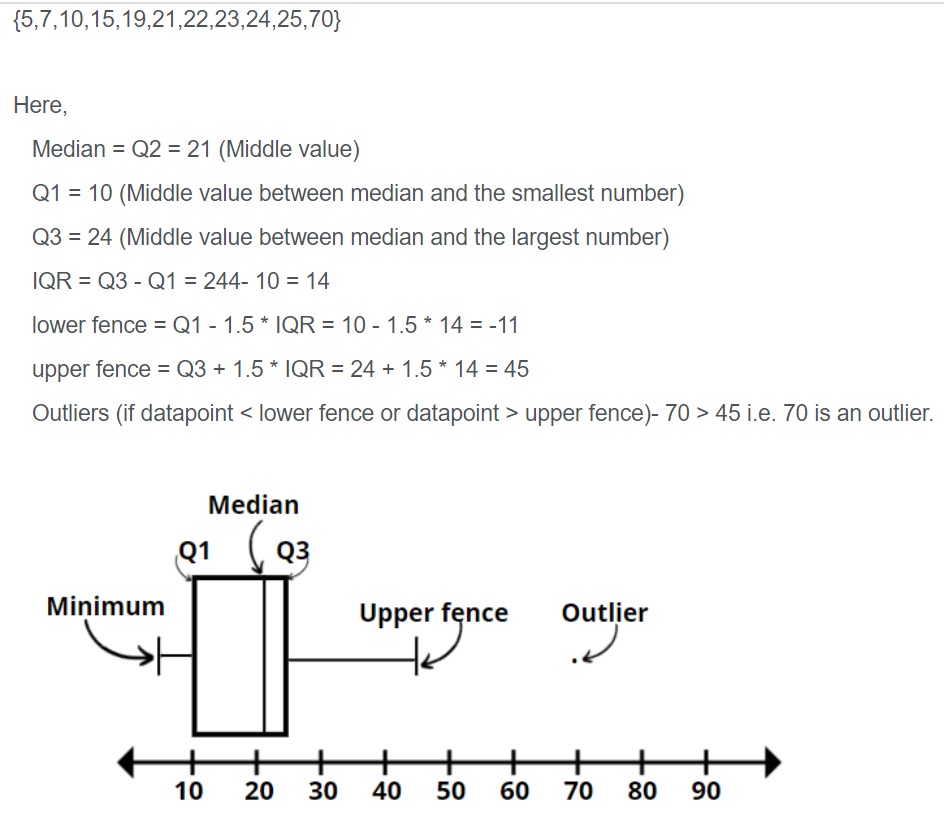 {5,7,10,15,19,21,22,23,24,25,70}
Here,
Median = Q2 = 21 (Middle value)
Q1 = 10 (Middle value between median and the smallest number)
Q3 = 24 (Middle value between median and the largest number)
IQR = Q3 - Q1 = 244- 10 = 14
lower fence = Q1 - 1.5 * IQR = 10 - 1.5 * 14 = -11
upper fence = Q3 + 1.5 * IQR = 24 + 1.5 * 14 = 45
Outliers (if datapoint < lower fence or datapoint > upper fence)- 70 > 45 i.e. 70 is an outlier.
Median
Q1 Q3
Minimum Upper fence Outlier
10 20 30 40 50 60 70 80 90